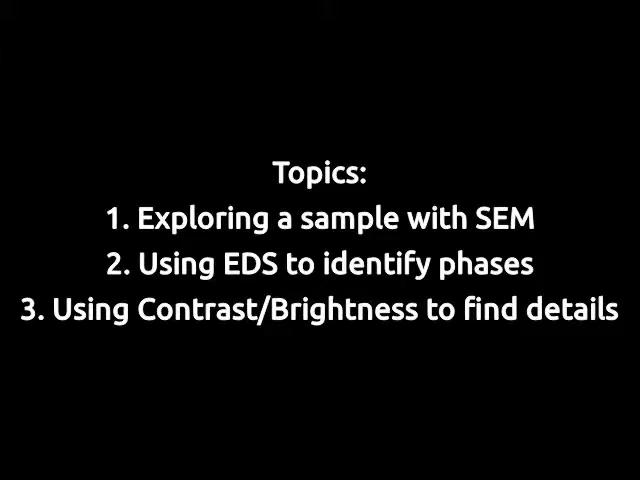 Topics:
1. Exploring a sample with SEM
2. Using EDS to identify phases
3. Using Contrast/Brightness to find details